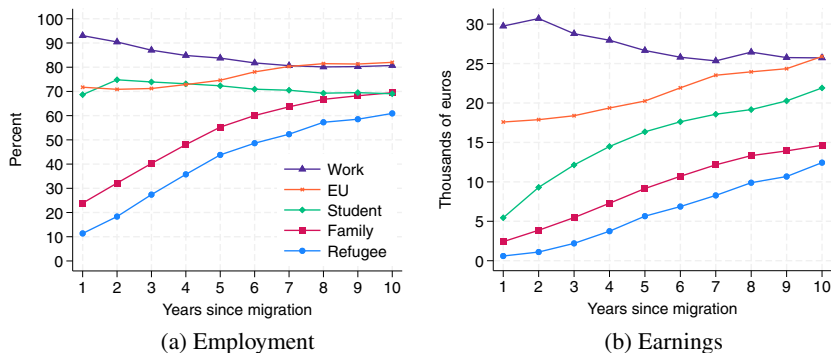 100
90
80
70
60
50
40
30
20
10
0
Percent
Work
EU
Student
Family
Refugee
1 2 3 4 5 6 7 8 9 10
Years since migration
(a) Employment
30
25
20
15
10
5
0
Thousands of euros
1 2 3 4 5 6 7 8 9 10
Years since migration
(b) Earnings